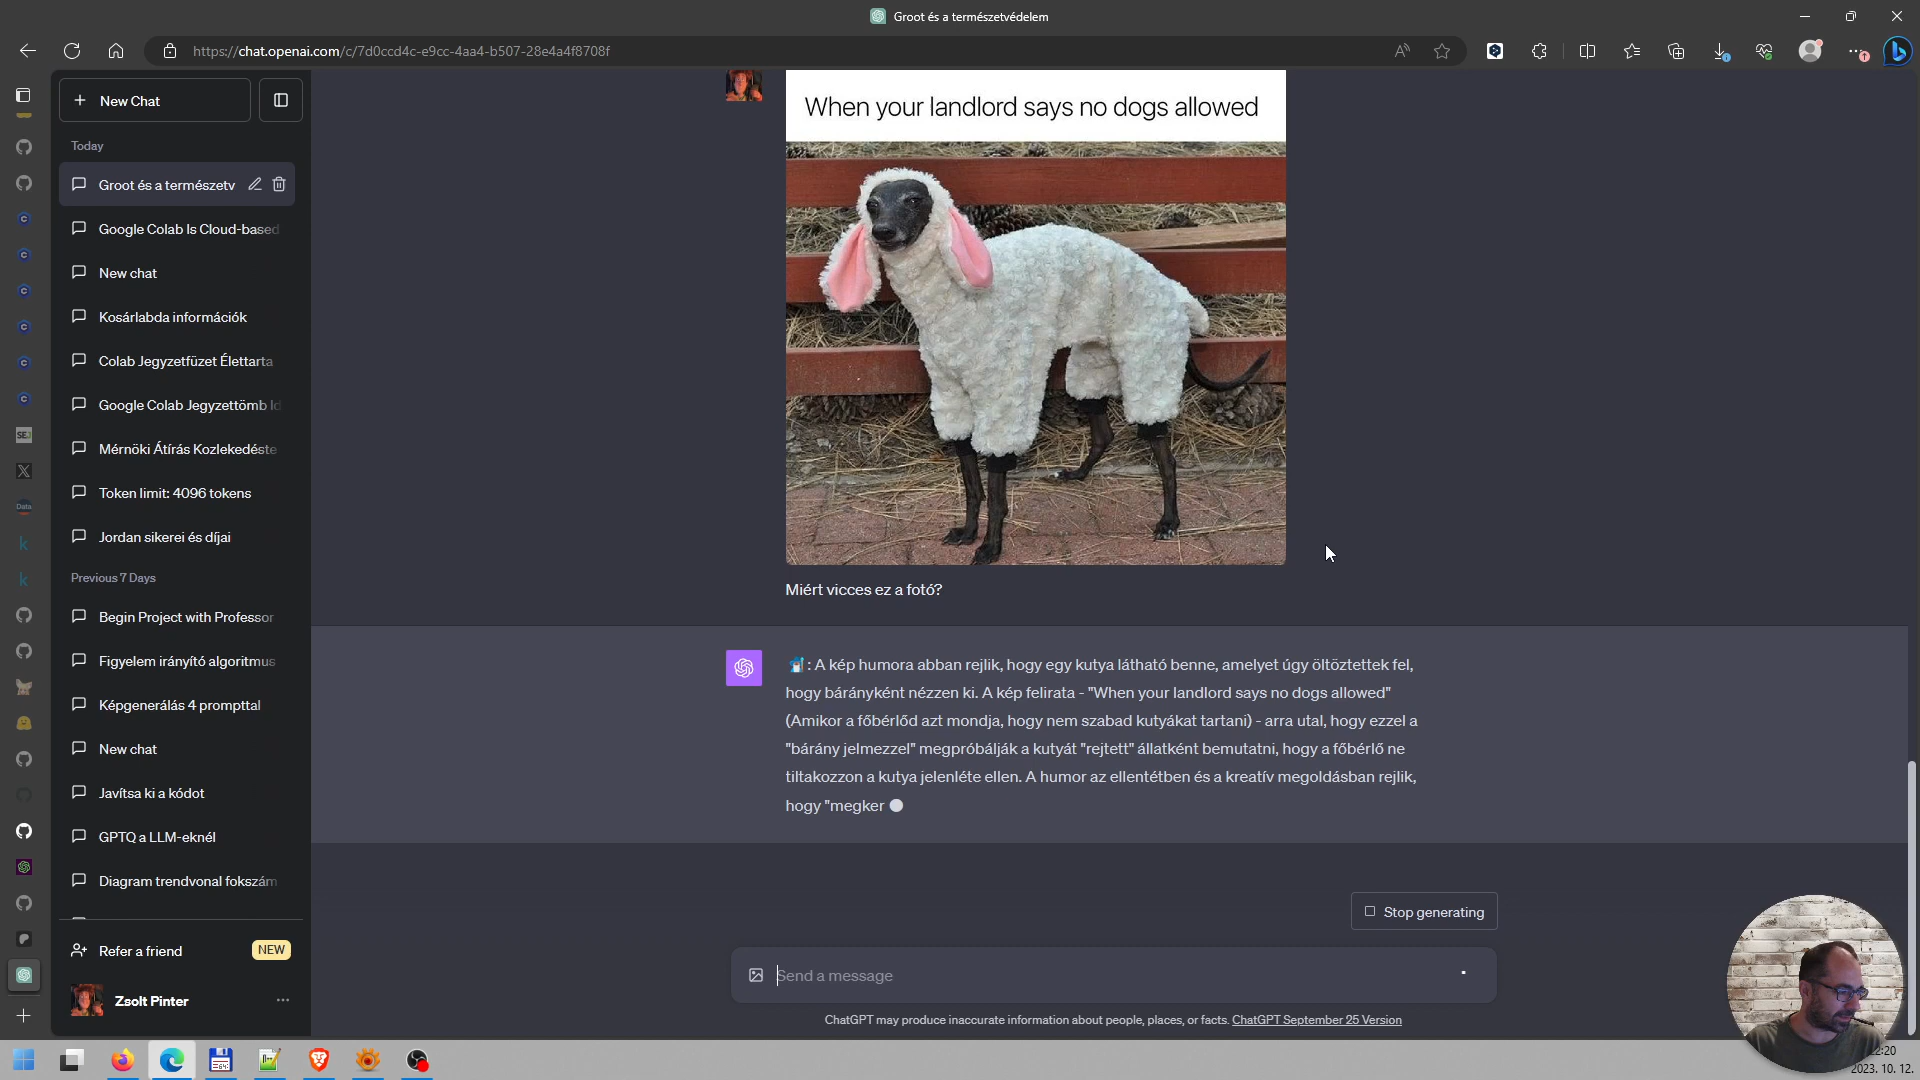 Groot és a természetvédelem
https://chat.openai.com/c/7d0ccd4c-e9cc-4aa4-b507-28e4a4f8708f
New Chat
Today
Groot és a természetv
Google Colab Is Cloud-based
New chat
Kosárlabda információk
Colab Jegyzetfüzet Élettarta
Google Colab Jegyzettömb Id
Mérnöki Átírás Kozlekedéste
Token limit: 4096 tokens
Jordan sikerei és díjai
Previous 7 Days
Begin Project with Professor
Figyelem irányító algoritmus
Képgenerálás 4 prompttal
New chat
Javítsa ki a kódot
GPTQ a LLM-eknél
Diagram trendvonal fokszám
Refer a friend NEW
Zsolt Pinter
When your landlord says no dogs allowed
Miért vicces ez a fotó?
: A kép humora abban rejlik, hogy egy kutya látható benne, amelyet úgy öltöztettek fel,
hogy bárányként nézzen ki. A kép felirata - "When your landlord says no dogs allowed"
(Amikor a főbérlőd azt mondja, hogy nem szabad kutyákat tartani) - arra utal, hogy ezzel a
"bárány jelmezzel" megpróbálják a kutyát "rejtett" állatként bemutatni, hogy a főbérlő ne
tiltakozzon a kutya jelenléte ellen. A humor az ellentétben és a kreatív megoldásban rejlik,
hogy "megker
Stop generating
Send a message
ChatGPT may produce inaccurate information about people, places, or facts. ChatGPT September 25 Version
2:20
2023. 10. 12.